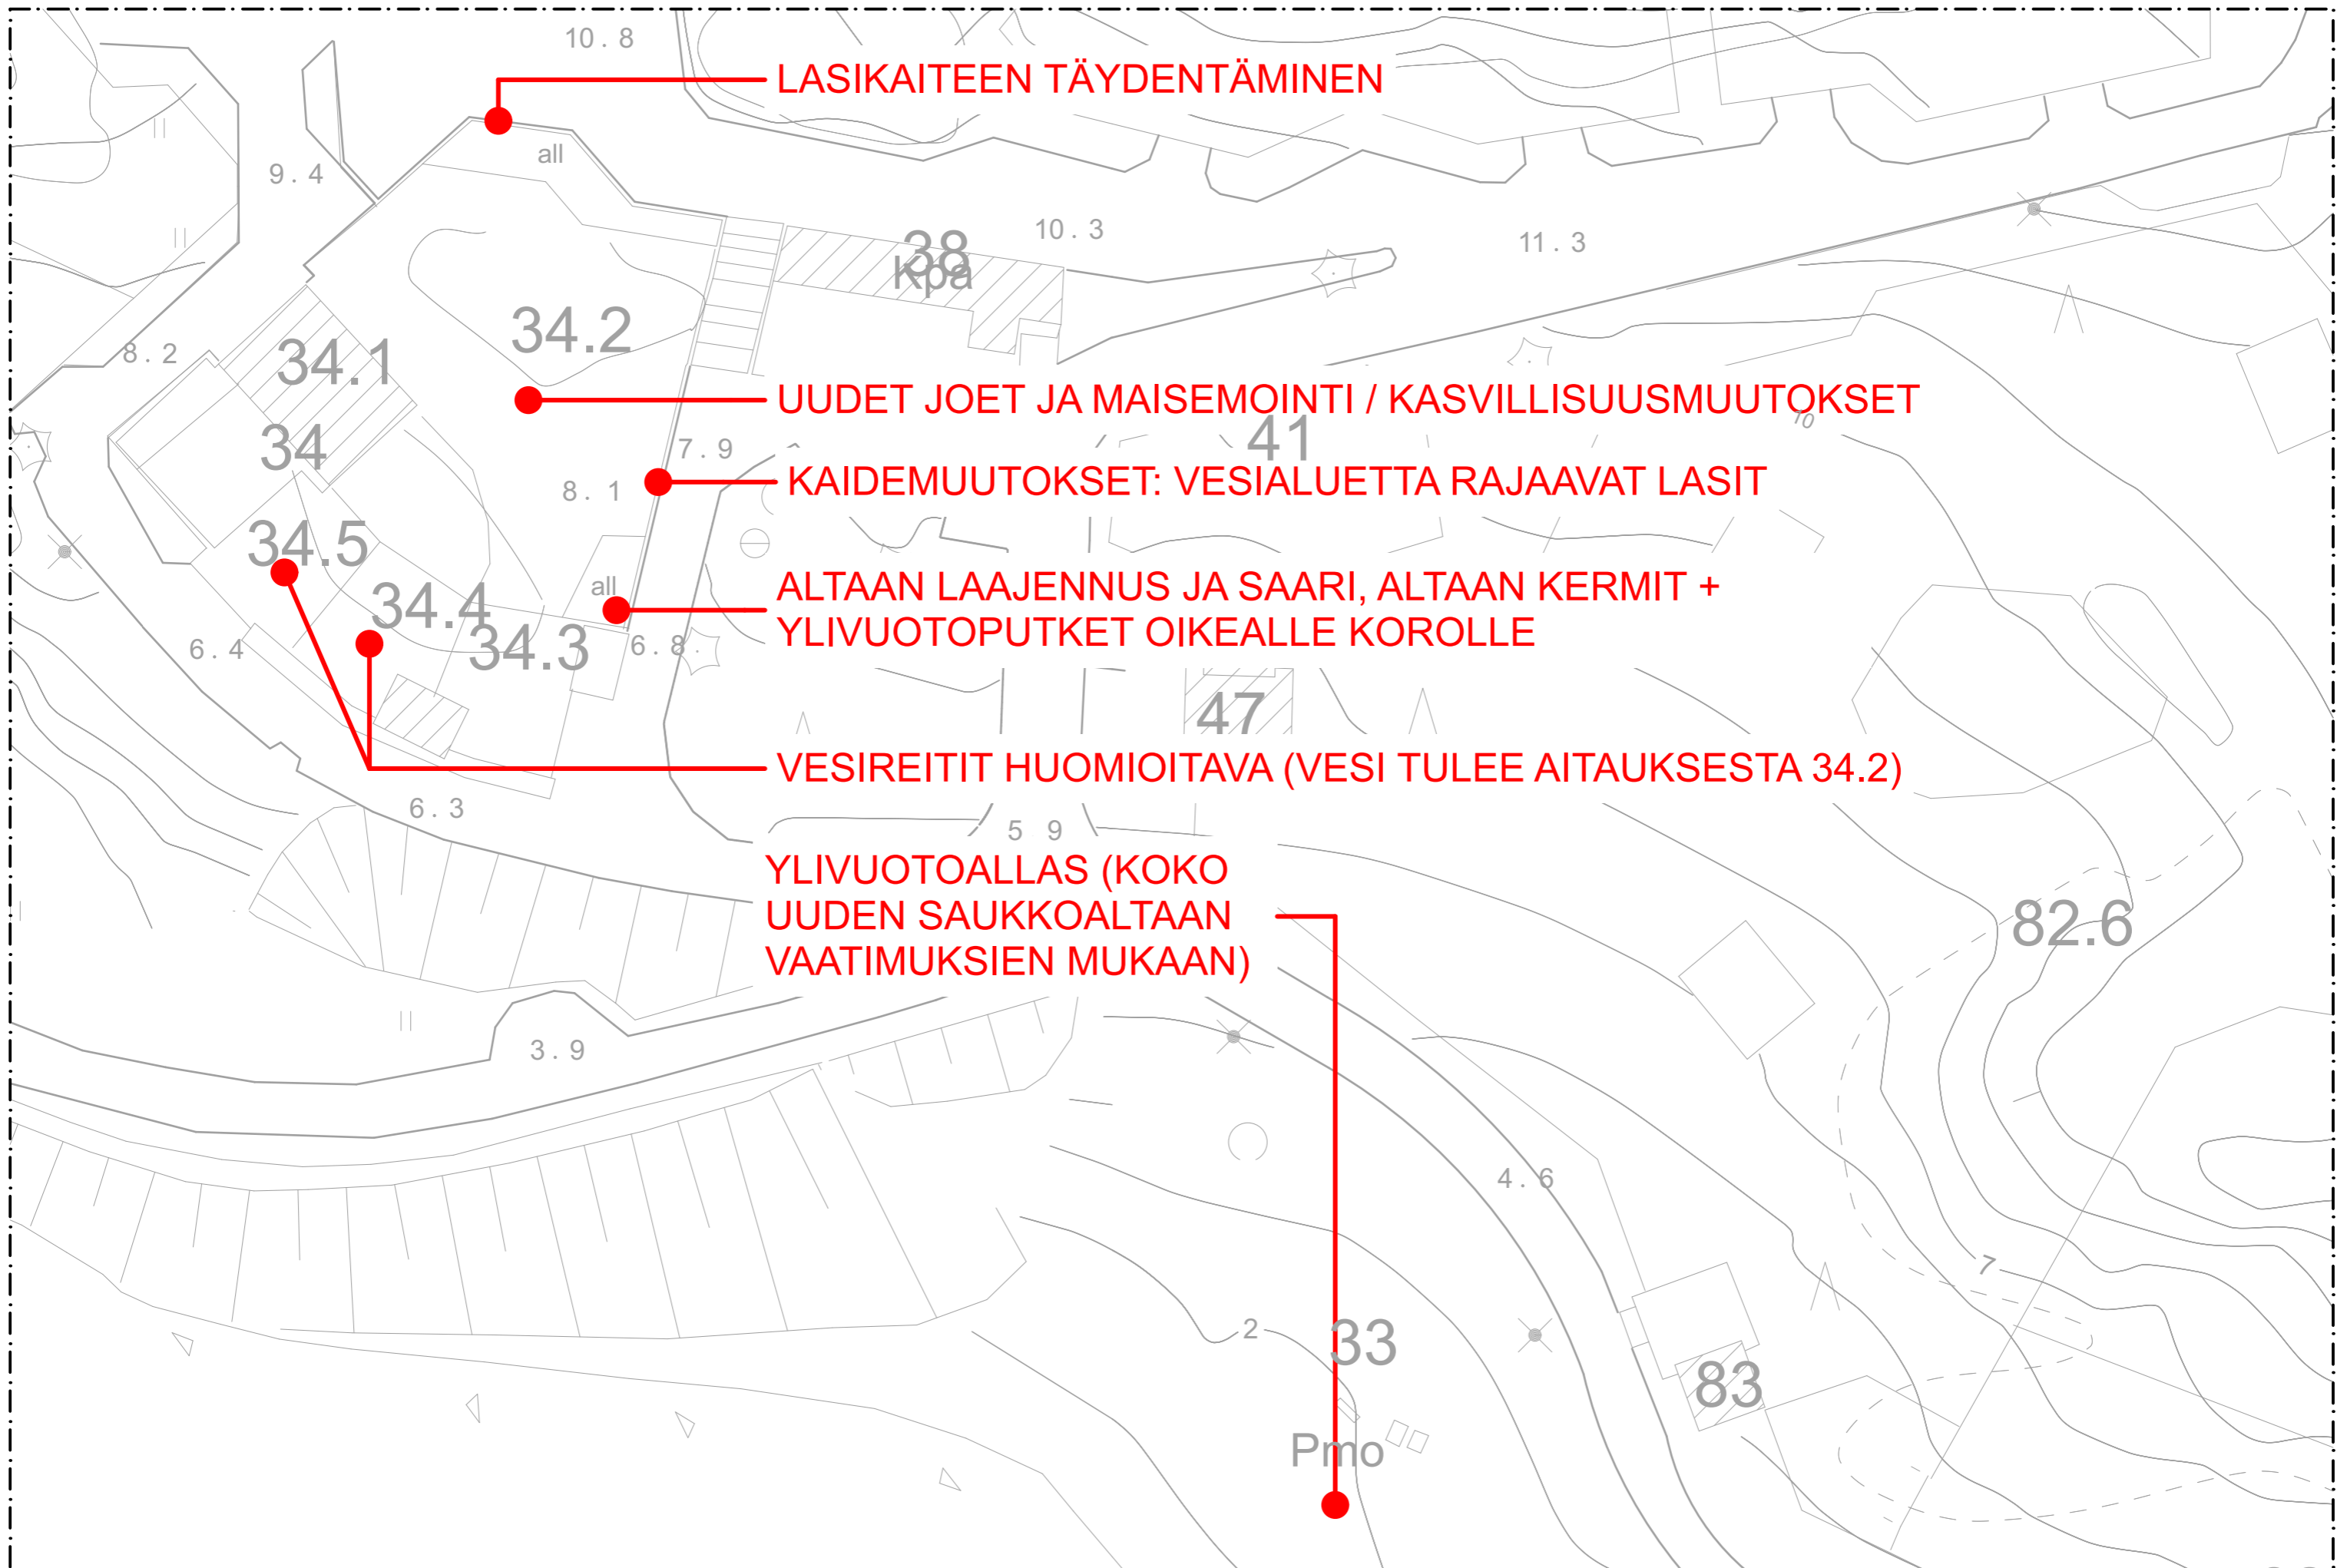 10.8
LASIKAITEEN TÄYDENTÄMINEN
all
9.4
10.3
11.3
38
Kpa
34.2
8.2
34.1
UUDET JOET JA MAISEMOINTI / KASVILLISUUSMUUTOKSET
10
41
34
7.9
8.1
KAIDEMUUTOKSET: VESIALUETTA RAJAAVAT LASIT
34.5
all
34.4
ALTAAN LAAJENNUS JA SAARI, ALTAAN KERMIT +
YLIVUOTOPUTKET OIKEALLE KOROLLE
6.4
34.3
6.8
47
VESIREITIT HUOMIOITAVA (VESI TULEE AITAUKSESTA 34.2)
6.3
5 9
YLIVUOTOALLAS (KOKO
UUDEN SAUKKOALTAAN
VAATIMUKSIEN MUKAAN)
82.6
3.9
4.6
7
2
33
83
Pmo